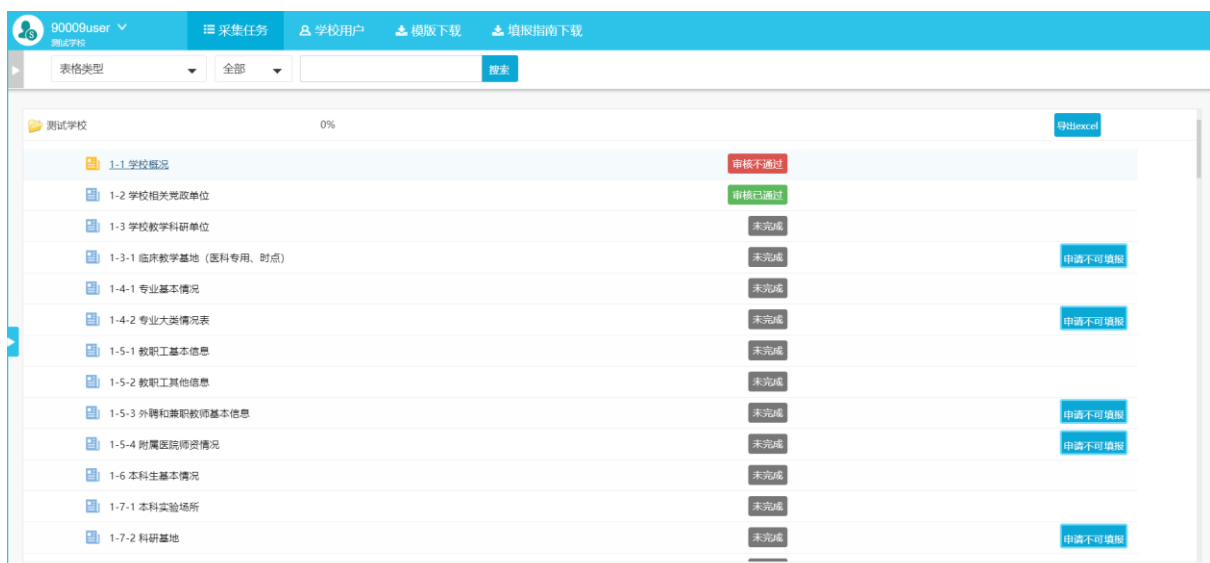 90009user
测试学校
采集任务
学校用户
模版下载
填报指南下载
表格类型
全部
搜索
测试学校 0% 导出excel
1-1 学校概况 审核不通过
1-2 学校相关党政单位 审核已通过
1-3 学校教学科研单位 未完成
1-3-1 临床教学基地（医科专用、时点） 未完成 申请不可填报
1-4-1 专业基本情况 未完成
1-4-2 专业大类情况表 未完成 申请不可填报
1-5-1 教职工基本信息 未完成
1-5-2 教职工其他信息 未完成
1-5-3 外聘和兼职教师基本信息 未完成 申请不可填报
1-5-4 附属医院师资情况 未完成 申请不可填报
1-6 本科生基本情况 未完成
1-7-1 本科实验场所 未完成
1-7-2 科研基地 未完成 申请不可填报